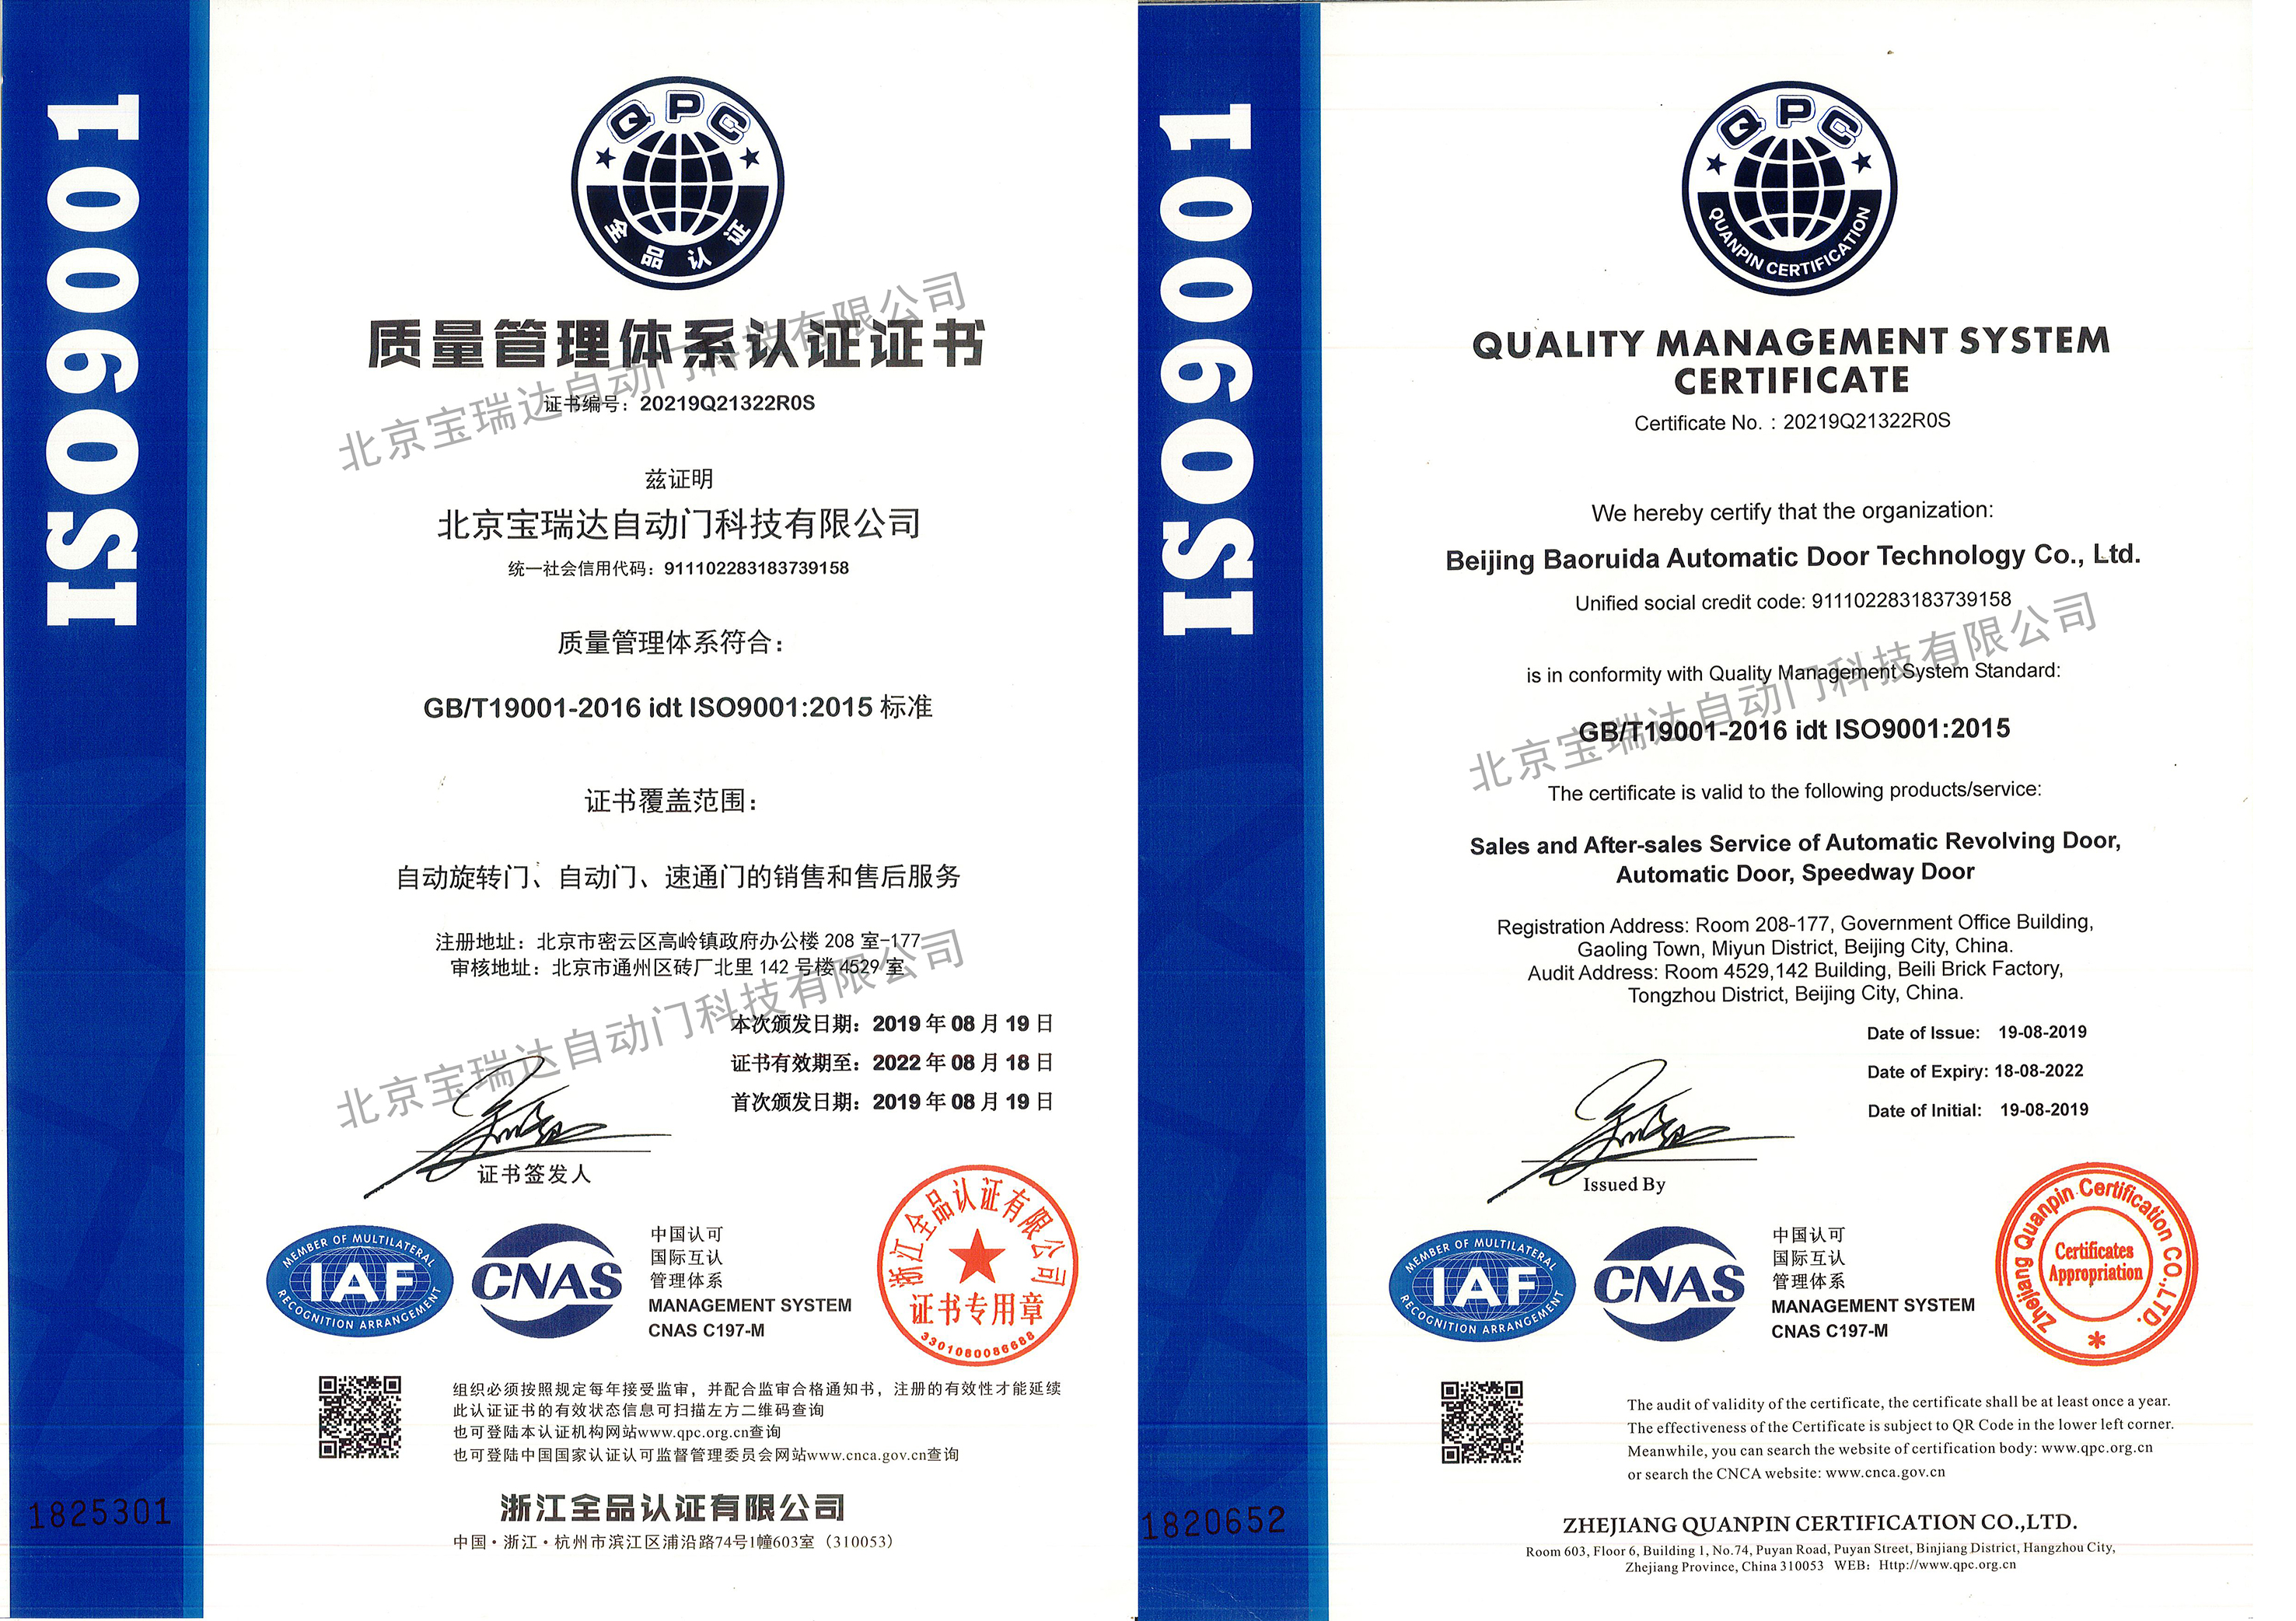 ISO9001
QPC
全品认证
质量管理体系认证证书
证书编号：20219Q21322R0S
北京宝瑞达自动门科技有限公司
兹证明
北京宝瑞达自动门科技有限公司
统一社会信用代码：911102283183739158
质量管理体系符合：
GB/T19001-2016 idt ISO9001:2015 标准
证书覆盖范围：
自动旋转门、自动门、速通门的销售和售后服务
注册地址：北京市密云区高岭镇政府办公楼 208 室-177
审核地址：北京市通州区砖厂北里 142 号楼 4529 室
北京宝瑞达自动门科技有限公司
本次颁发日期：2019 年 08 月 19 日
证书有效期至：2022 年 08 月 18 日
首次颁发日期：2019 年 08 月 19 日
证书签发人
MEMBER OF MULTILATERAL
IAF
RECOGNITION ARRANGEMENT
CNAS
中国认可
国际互认
管理体系
MANAGEMENT SYSTEM
CNAS C197-M
浙江全品认证有限公司
证书专用章
3301080086688
组织必须按照规定每年接受监审，并配合监审合格通知书，注册的有效性才能延续
此认证证书的有效状态信息可扫描左方二维码查询
也可登陆本认证机构网站www.qpc.org.cn查询
也可登陆中国国家认证认可监督管理委员会网站www.cnca.gov.cn查询
1825301
浙江全品认证有限公司
中国·浙江·杭州市滨江区浦沿路74号1幢603室（310053）
ISO9001
QPC
QUANPIN CERTIFICATION
QUALITY MANAGEMENT SYSTEM
CERTIFICATE
Certificate No.：20219Q21322R0S
We hereby certify that the organization:
Beijing Baoruida Automatic Door Technology Co., Ltd.
Unified social credit code: 911102283183739158
is in conformity with Quality Management System Standard:
北京宝瑞达自动门科技有限公司
GB/T19001-2016 idt ISO9001:2015
The certificate is valid to the following products/service:
Sales and After-sales Service of Automatic Revolving Door,
Automatic Door, Speedway Door
Registration Address: Room 208-177, Government Office Building,
Gaoling Town, Miyun District, Beijing City, China.
Audit Address: Room 4529,142 Building, Beili Brick Factory,
Tongzhou District, Beijing City, China.
Date of Issue: 19-08-2019
Date of Expiry: 18-08-2022
Date of Initial: 19-08-2019
Issued By
MEMBER OF MULTILATERAL
IAF
RECOGNITION ARRANGEMENT
CNAS
中国认可
国际互认
管理体系
MANAGEMENT SYSTEM
CNAS C197-M
Zhejiang Quanpin Certification CO.,LTD.
Certificates
Appropriation
The audit of validity of the certificate, the certificate shall be at least once a year.
The effectiveness of the Certificate is subject to QR Code in the lower left corner.
Meanwhile, you can search the website of certification body: www.qpc.org.cn
or search the CNCA website: www.cnca.gov.cn
1820652
ZHEJIANG QUANPIN CERTIFICATION CO.,LTD.
Room 603, Floor 6, Building 1, No.74, Puyan Road, Puyan Street, Binjiang District, Hangzhou City,
Zhejiang Province, China 310053 WEB：Http://www.qpc.org.cn